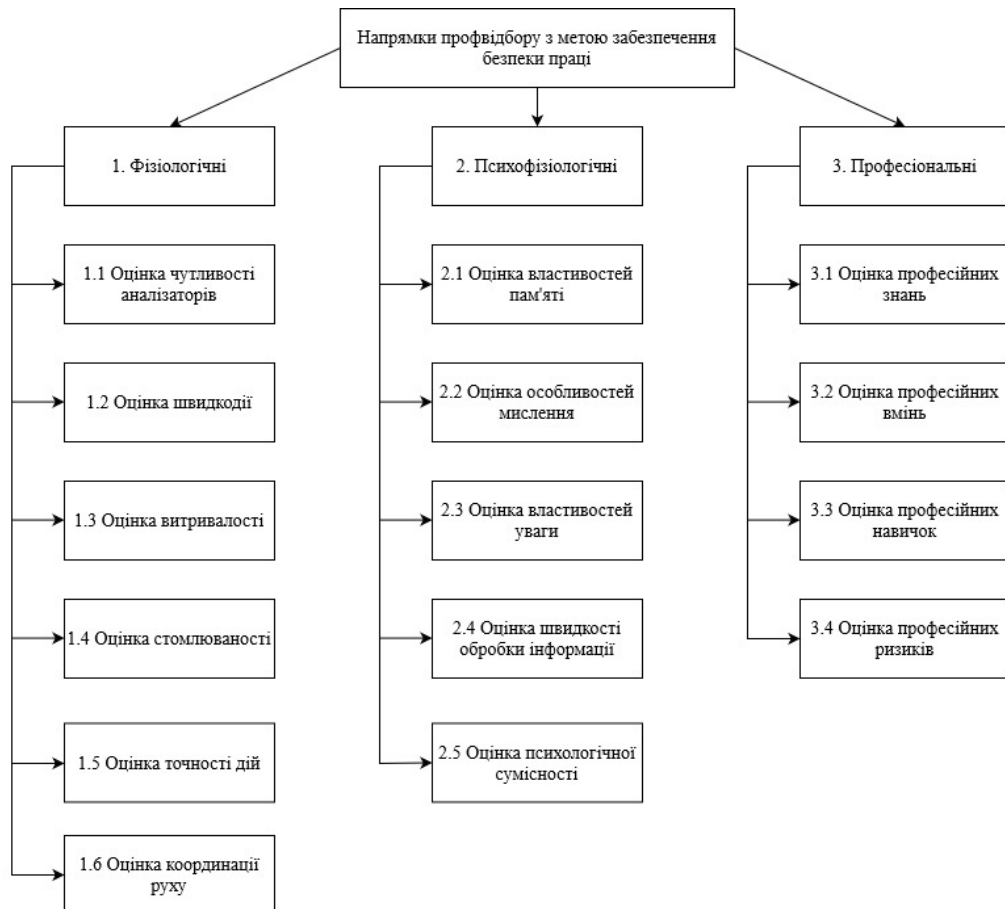 Напрямки профвідбору з метою забезпечення
безпеки праці
1. Фізіологічні
2. Психофізіологічні
3. Професіональні
1.1 Оцінка чутливості
аналізаторів
2.1 Оцінка властивостей
пам'яті
3.1 Оцінка професійних
знань
1.2 Оцінка швидкодії
2.2 Оцінка особливостей
мислення
3.2 Оцінка професійних
вмінь
1.3 Оцінка витривалості
2.3 Оцінка властивостей
уваги
3.3 Оцінка професійних
навичок
1.4 Оцінка стомлюваності
2.4 Оцінка швидкості
обробки інформації
3.4 Оцінка професійних
ризиків
1.5 Оцінка точності дій
2.5 Оцінка психологічної
сумісності
1.6 Оцінка координації
руху